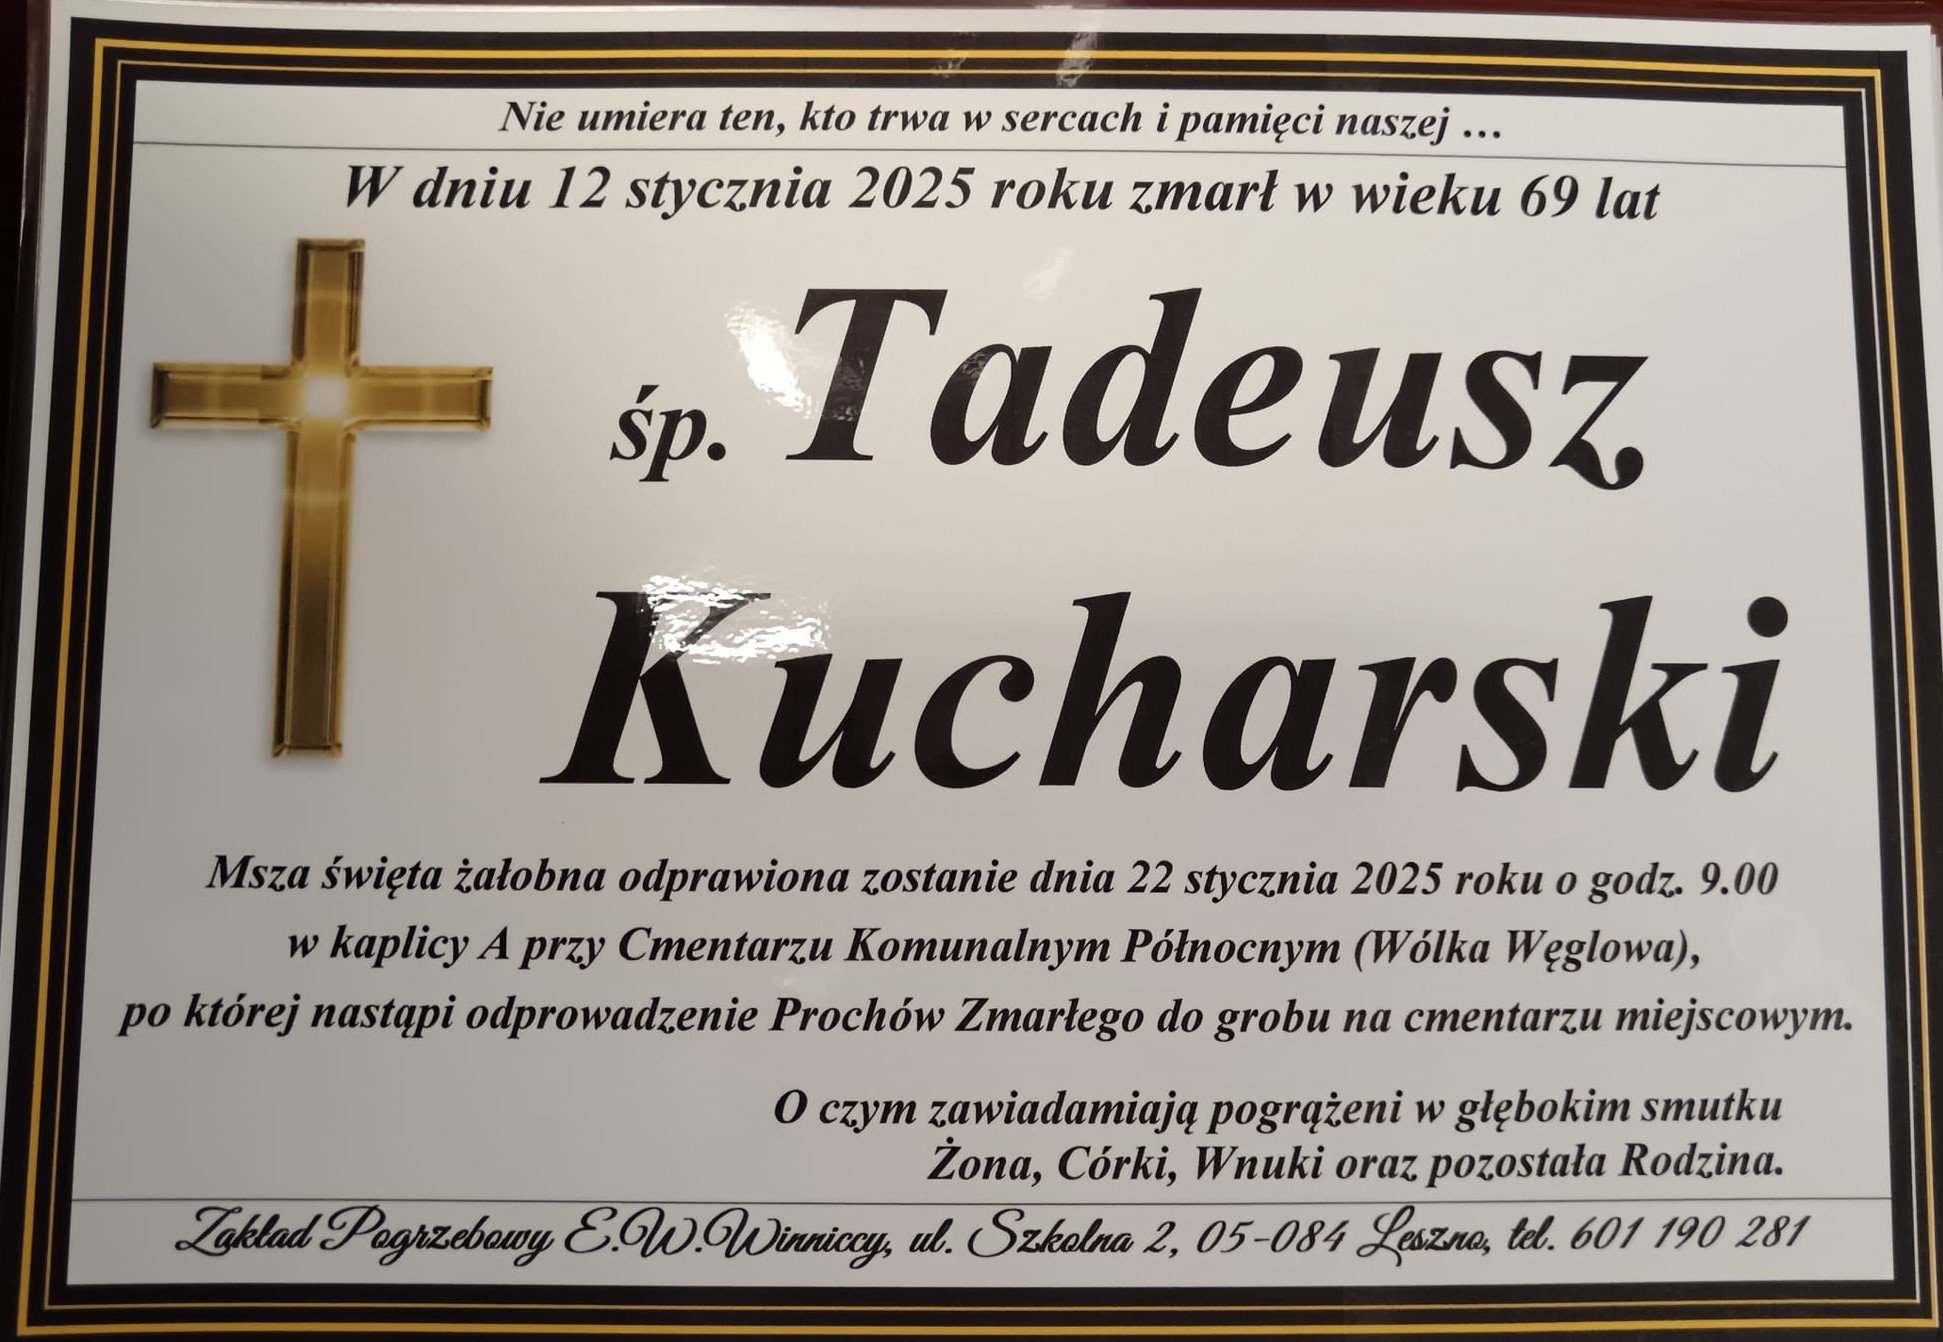 Nie umiera ten, kto trwa w sercach i pamięci naszej ...
W dniu 12 stycznia 2025 roku zmarł w wieku 69 lat
śp. Tadeusz
Kucharski
Msza święta żałobna odprawiona zostanie dnia 22 stycznia 2025 roku o godz. 9.00
w kaplicy A przy Cmentarzu Komunalnym Północnym (Wólka Węglowa),
po której nastąpi odprowadzenie Prochów Zmarłego do grobu na cmentarzu miejscowym.
O czym zawiadamiają pogrążeni w głębokim smutku
Żona, Córki, Wnuki oraz pozostała Rodzina.
Zakład Pogrzebowy E.W.Winniccy, ul. Szkolna 2, 05-084 Leszno, tel. 601 190 281